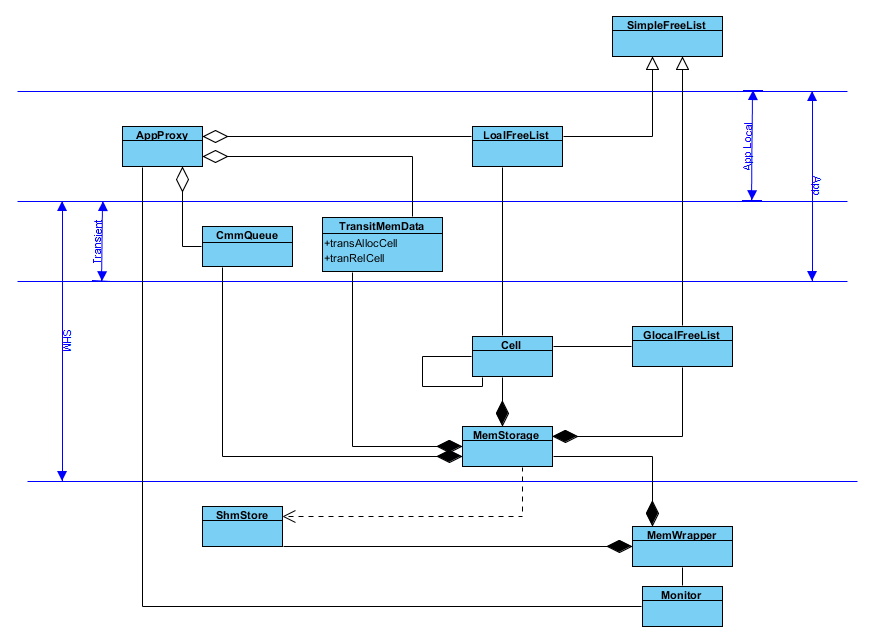 SimpleFreeList
App Local
AppProxy
LoalFreeList
App
Transient
CmmQueue
TransitMemData
+transAllocCell
+tranRelCell
SHM
Cell
GlocalFreeList
MemStorage
ShmStore
MemWrapper
Monitor